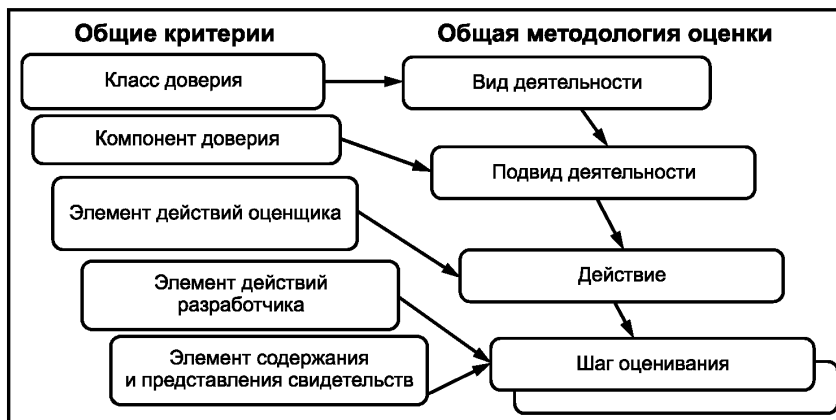 Общие критерии
Общая методология оценки
Класс доверия
Вид деятельности
Компонент доверия
Подвид деятельности
Элемент действий оценщика
Действие
Элемент действий
разработчика
Элемент содержания
и представления свидетельств
Шаг оценивания